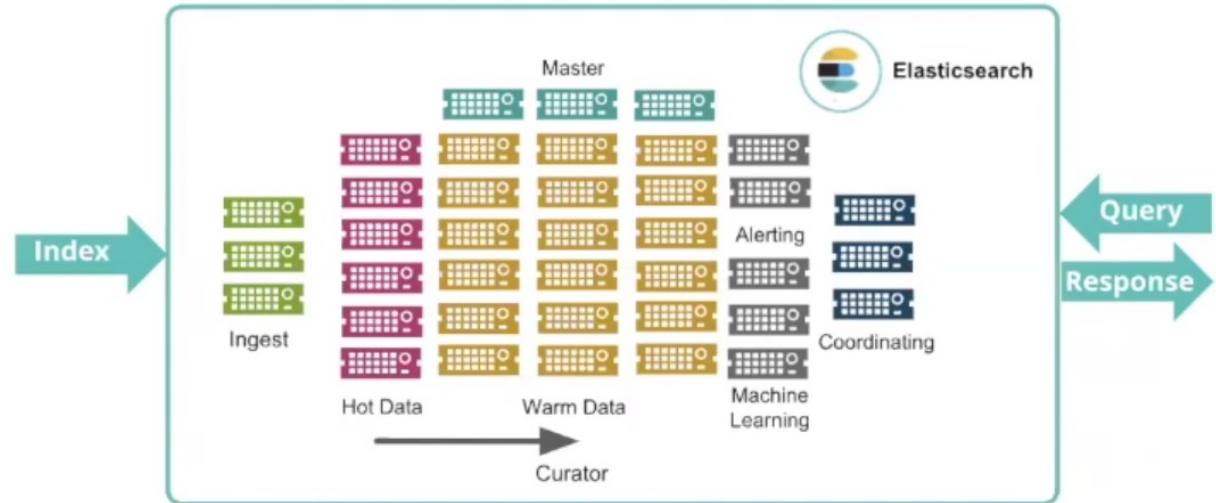 Master
Elasticsearch
Index
Query
Response
Alerting
Ingest
Coordinating
Hot Data
Warm Data
Machine
Learning
Curator